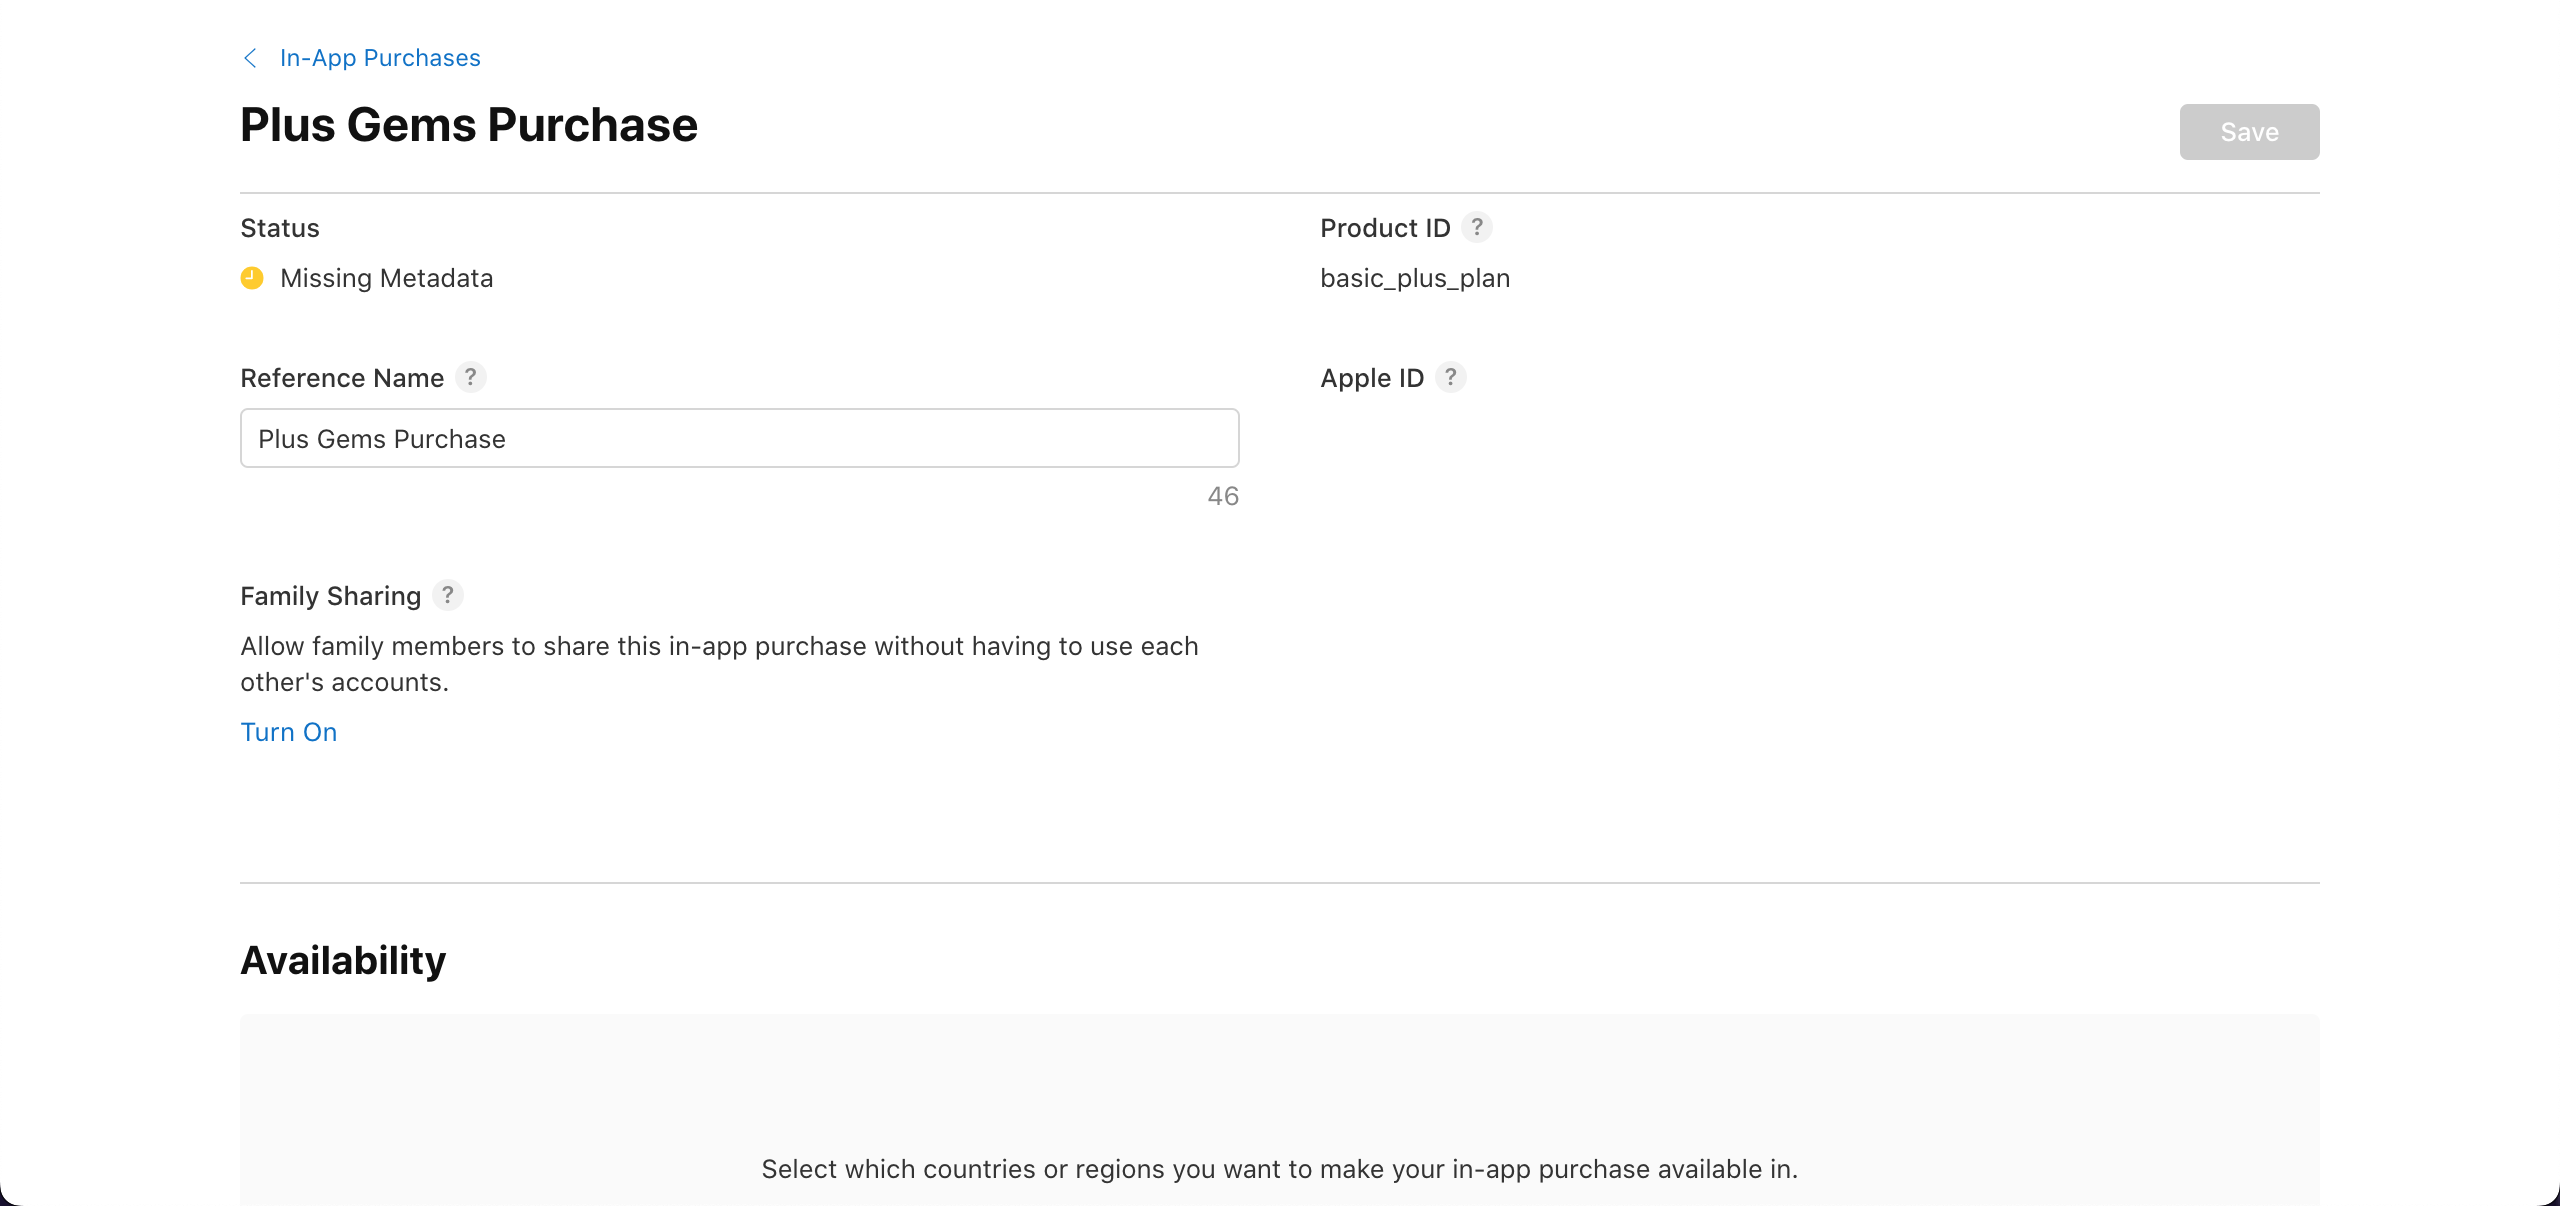 In-App Purchases
Plus Gems Purchase
Save
Status
Product ID ?
Missing Metadata
basic_plus_plan
Reference Name ?
Apple ID ?
Plus Gems Purchase
46
Family Sharing ?
Allow family members to share this in-app purchase without having to use each
other's accounts.
Turn On
Availability
Select which countries or regions you want to make your in-app purchase available in.